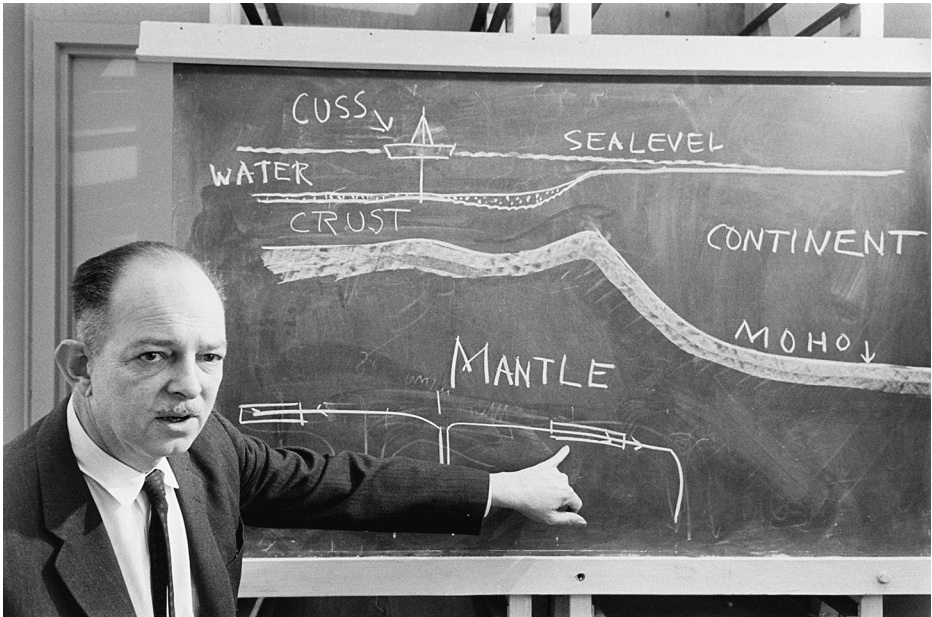 CUSS
SEALEVEL
WATER
CRUST
CONTINENT
MOHO
MANTLE